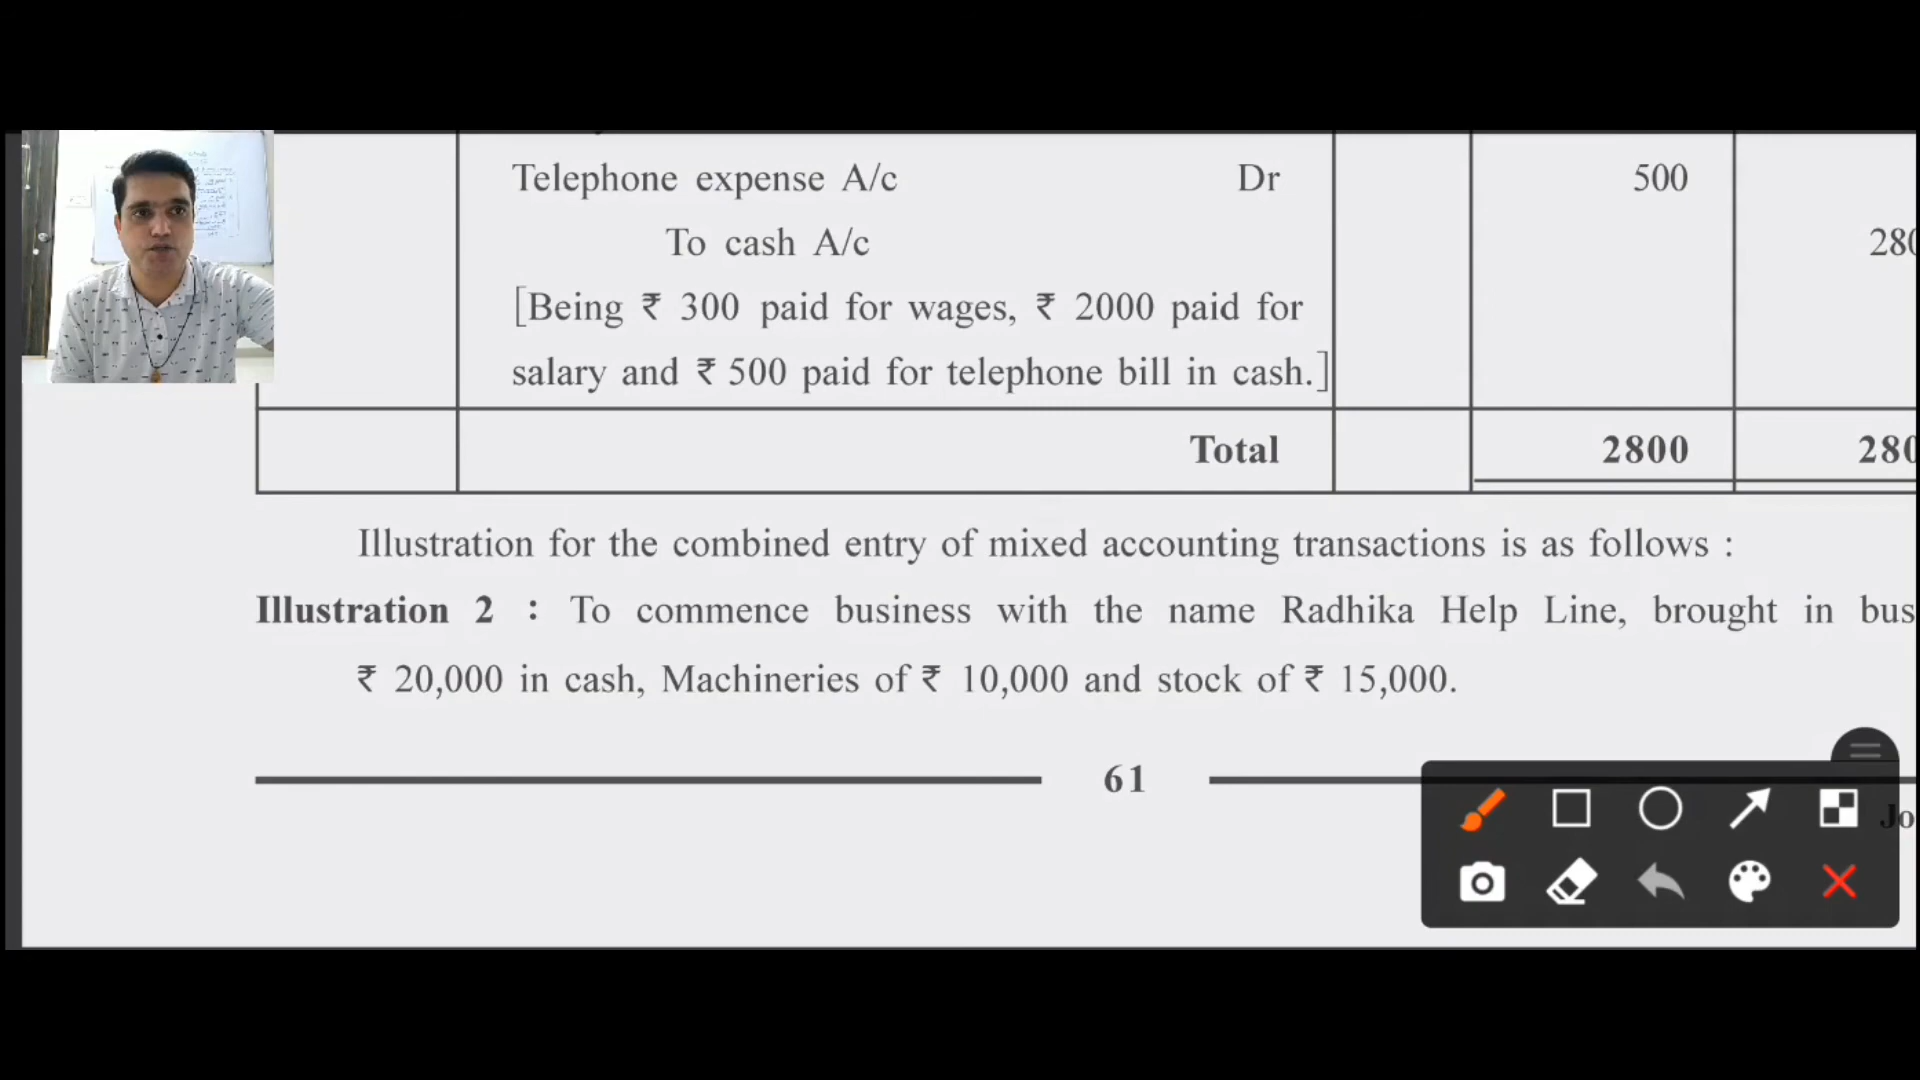 Telephone expense A/c Dr 500
To cash A/c
[Being ₹ 300 paid for wages, ₹ 2000 paid for
salary and ₹ 500 paid for telephone bill in cash.]
Total 2800
Illustration for the combined entry of mixed accounting transactions is as follows :
Illustration 2 : To commence business with the name Radhika Help Line, brought in
₹ 20,000 in cash, Machineries of ₹ 10,000 and stock of ₹ 15,000.
61